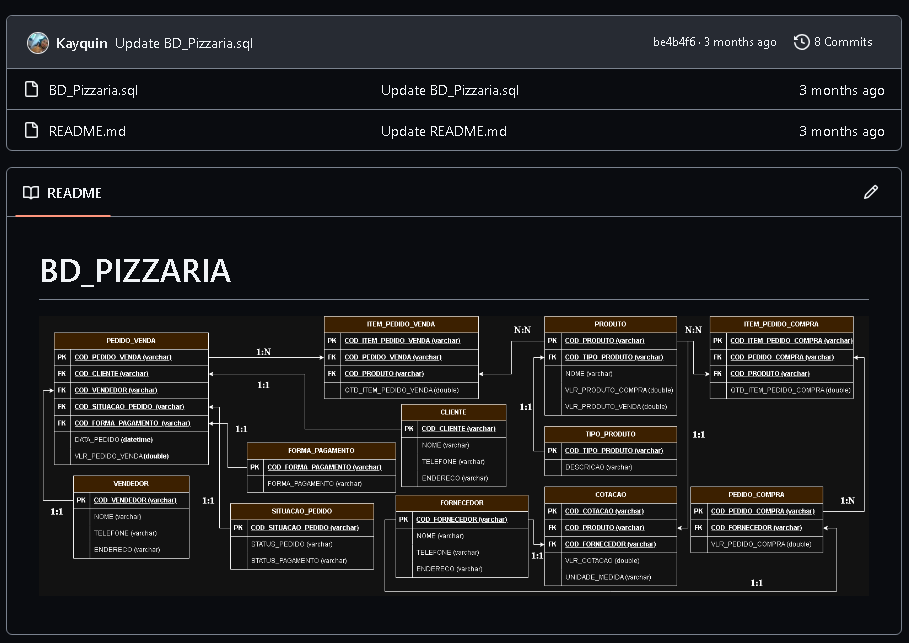 Kayquin Update BD_Pizzaria.sql be4b4f6 · 3 months ago 8 Commits
BD_Pizzaria.sql Update BD_Pizzaria.sql 3 months ago
README.md Update README.md 3 months ago
README
BD_PIZZARIA
PEDIDO_VENDA
PK COD_PEDIDO_VENDA (varchar)
FK COD_CLIENTE (varchar)
FK COD_VENDEDOR (varchar)
FK COD_SITUACAO_PEDIDO (varchar)
FK COD_FORMA_PAGAMENTO (varchar)
DATA_PEDIDO (datetime)
VLR_PEDIDO_VENDA (double)
1:N
1:1
1:1
ITEM_PEDIDO_VENDA
PK COD_ITEM_PEDIDO_VENDA (varchar)
FK COD_PEDIDO_VENDA (varchar)
FK COD_PRODUTO (varchar)
QTD_ITEM_PEDIDO_VENDA (double)
N:N
PRODUTO
PK COD_PRODUTO (varchar)
FK COD_TIPO_PRODUTO (varchar)
NOME (varchar)
VLR_PRODUTO_COMPRA (double)
VLR_PRODUTO_VENDA (double)
N:N
ITEM_PEDIDO_COMPRA
PK COD_ITEM_PEDIDO_COMPRA (varchar)
FK COD_PEDIDO_COMPRA (varchar)
FK COD_PRODUTO (varchar)
QTD_ITEM_PEDIDO_COMPRA (double)
CLIENTE
PK COD_CLIENTE (varchar)
NOME (varchar)
TELEFONE (varchar)
ENDERECO (varchar)
1:1
TIPO_PRODUTO
PK COD_TIPO_PRODUTO (varchar)
DESCRICAO (varchar)
1:1
FORMA_PAGAMENTO
PK COD_FORMA_PAGAMENTO (varchar)
FORMA_PAGAMENTO (varchar)
VENDEDOR
PK COD_VENDEDOR (varchar)
NOME (varchar)
TELEFONE (varchar)
ENDERECO (varchar)
1:1
1:1
SITUACAO_PEDIDO
PK COD_SITUACAO_PEDIDO (varchar)
STATUS_PEDIDO (varchar)
STATUS_PAGAMENTO (varchar)
FORNECEDOR
PK COD_FORNECEDOR (varchar)
NOME (varchar)
TELEFONE (varchar)
ENDERECO (varchar)
1:1
COTACAO
PK COD_COTACAO (varchar)
FK COD_PRODUTO (varchar)
FK COD_FORNECEDOR (varchar)
VLR_COTACAO (double)
UNIDADE_MEDIDA (varchar)
PEDIDO_COMPRA
PK COD_PEDIDO_COMPRA (varchar)
FK COD_FORNECEDOR (varchar)
VLR_PEDIDO_COMPRA (double)
1:N
1:1